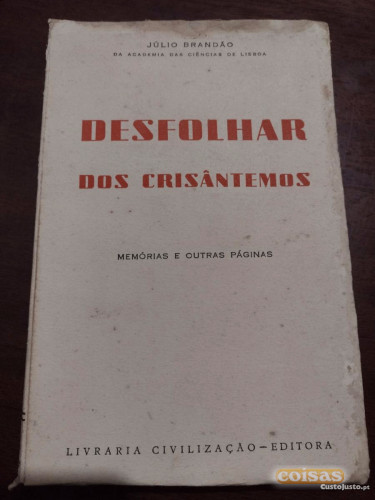 JÚLIO BRANDÃO
DA ACADEMIA DAS CIÊNCIAS DE LISBOA
DESFOLHAR
DOS CRISÂNTEMOS
MEMÓRIAS E OUTRAS PÁGINAS
LIVRARIA CIVILIZAÇÃO—EDITORA
coisas
Custojusto.pt